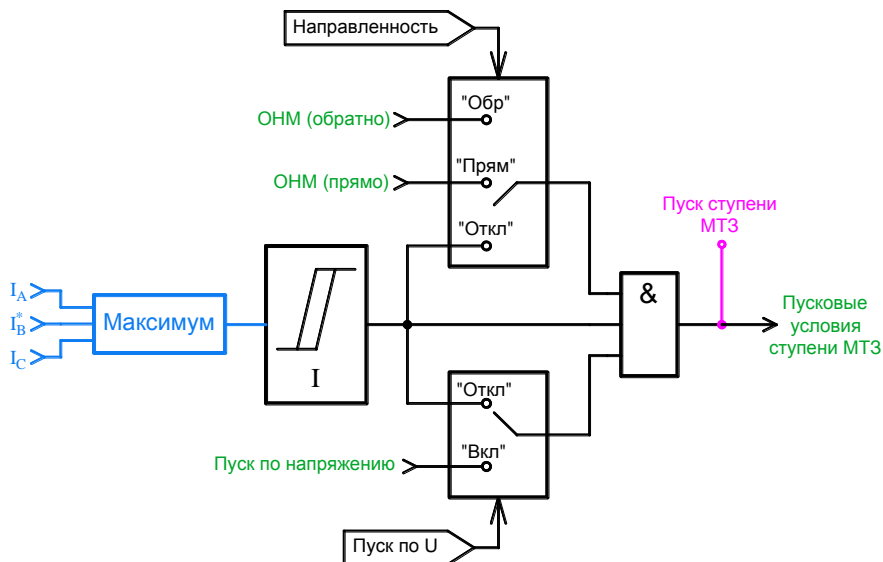 Направленность
"Обр"
ОНМ (обратно)
"Прям"
ОНМ (прямо)
Пуск ступени
МТЗ
"Откл"
I_A
I*_B
I_C
Максимум
I
&
Пусковые
условия
ступени МТЗ
"Откл"
Пуск по напряжению
"Вкл"
Пуск по U